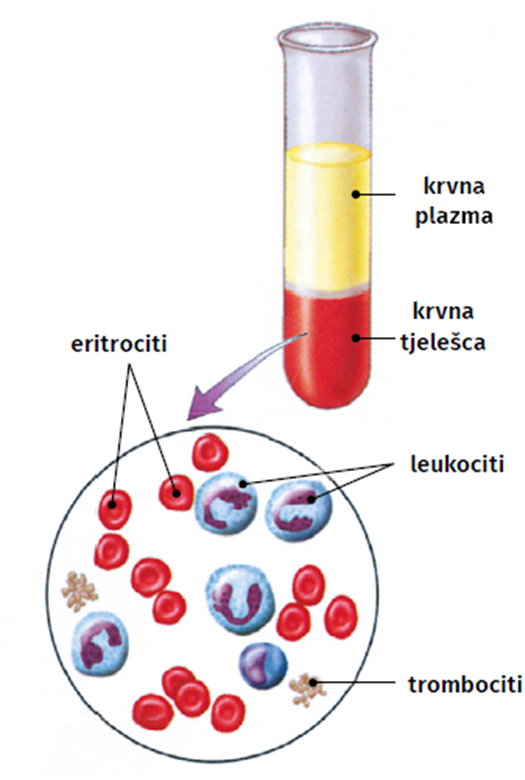 krvna
plazma
krvna
tjelešca
eritrociti
leukociti
trombociti